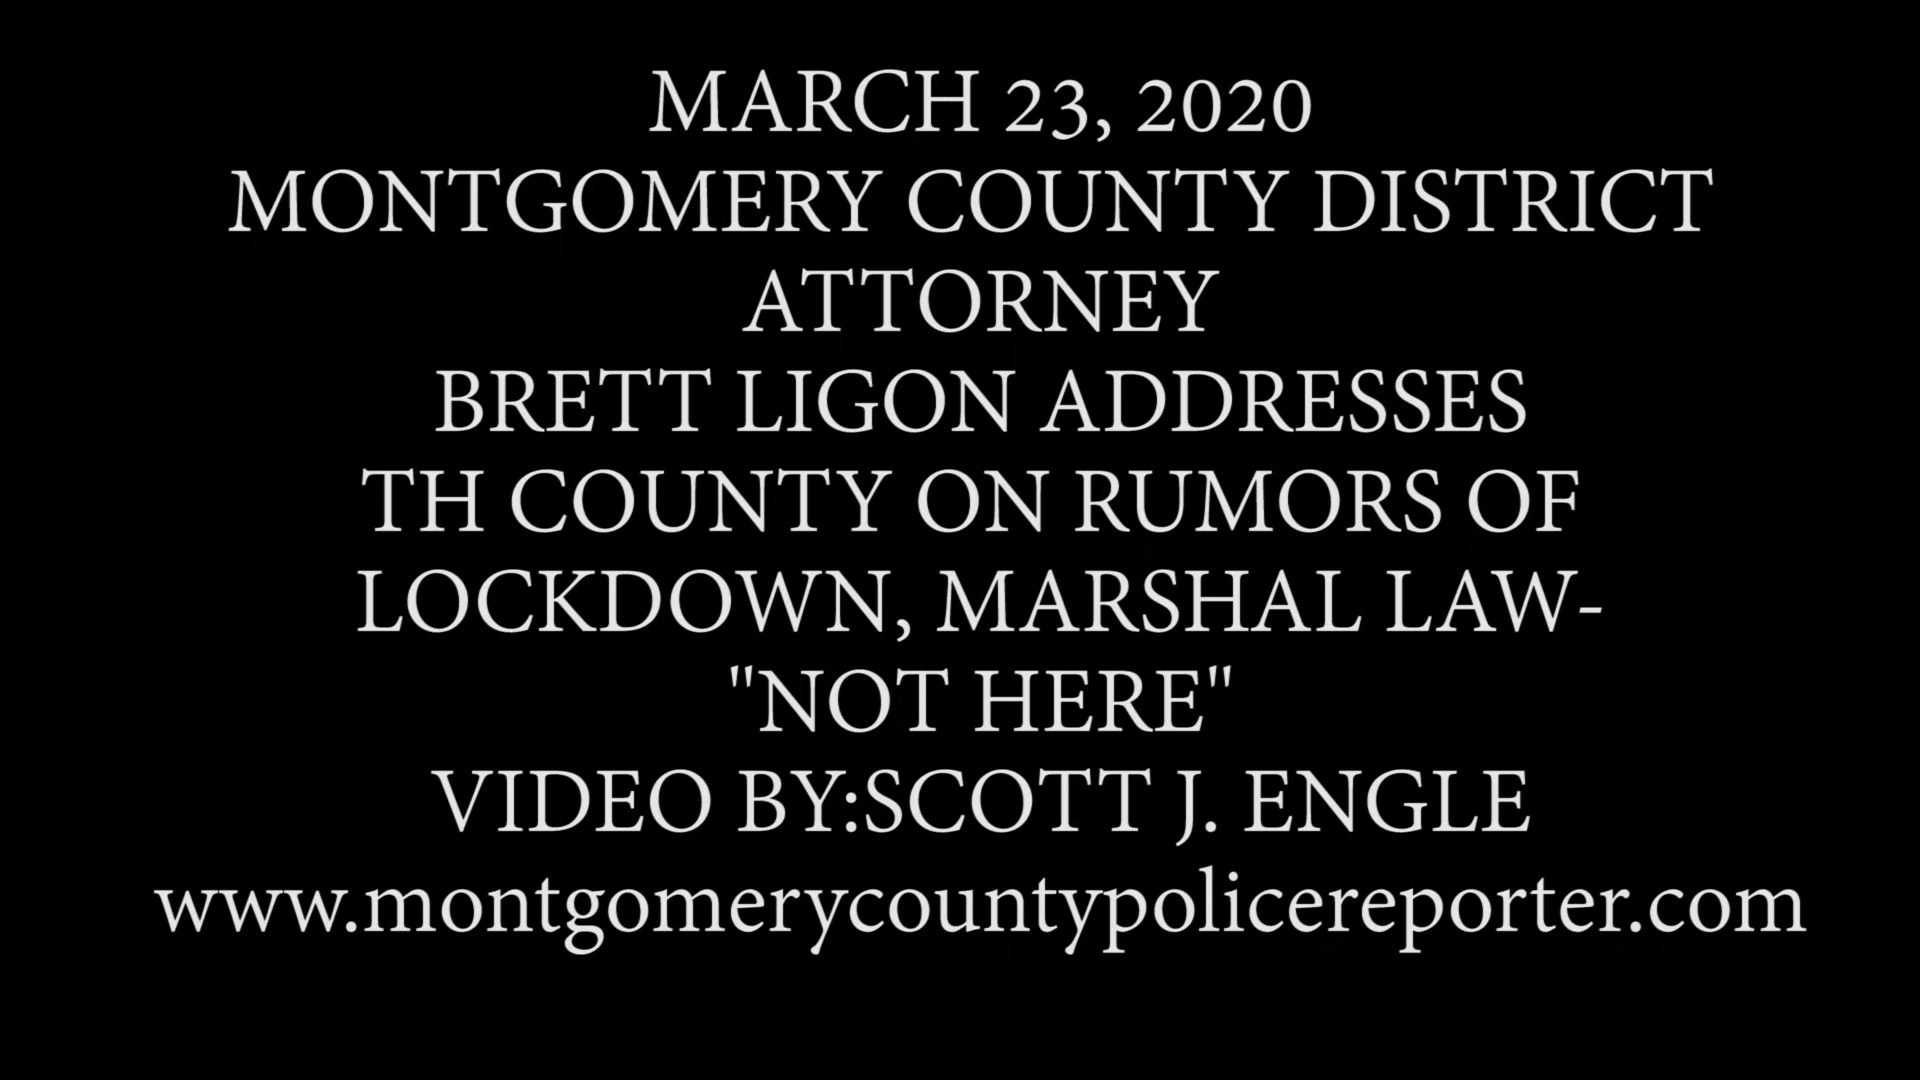 MARCH 23, 2020
MONTGOMERY COUNTY DISTRICT
ATTORNEY
BRETT LIGON ADDRESSES
TH COUNTY ON RUMORS OF
LOCKDOWN, MARSHAL LAW-
"NOT HERE"
VIDEO BY:SCOTT J. ENGLE
www.montgomerycountypolicereporter.com